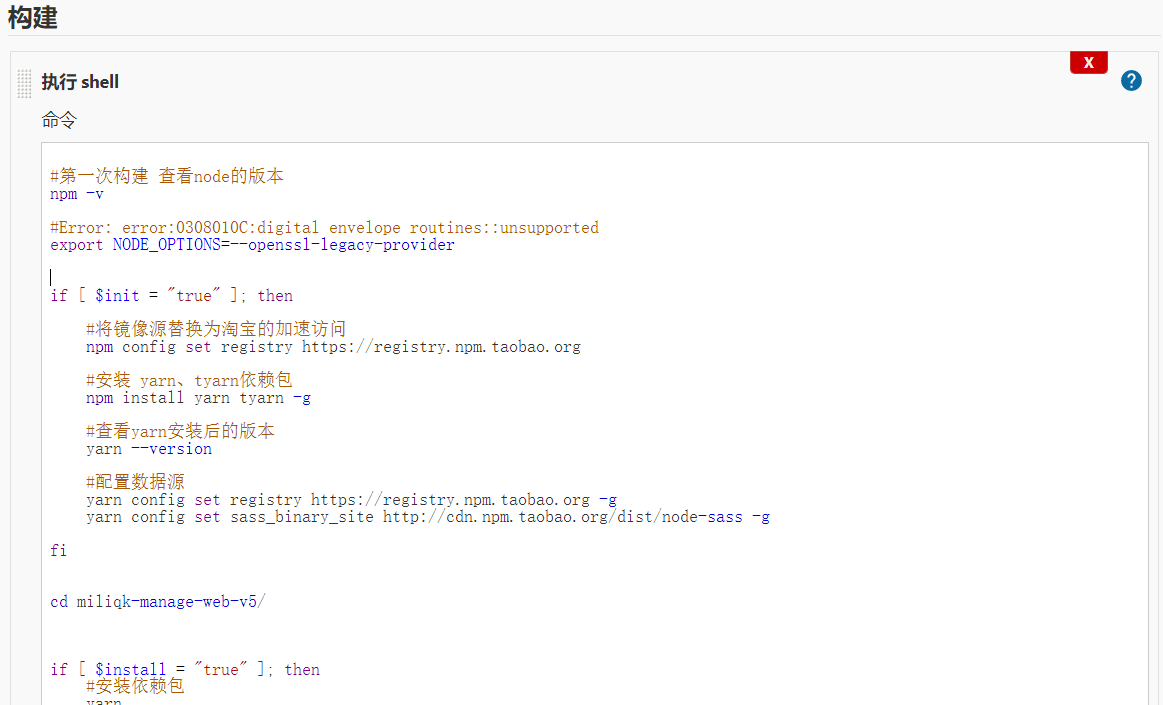 构建
X
执行 shell
?
命令
#第一次构建 查看node的版本
npm -v
#Error: error:0308010C:digital envelope routines::unsupported
export NODE_OPTIONS=--openssl-legacy-provider
if [ $init = "true" ]; then
#将镜像源替换为淘宝的加速访问
npm config set registry https://registry.npm.taobao.org
#安装 yarn、tyarn依赖包
npm install yarn tyarn -g
#查看yarn安装后的版本
yarn --version
#配置数据源
yarn config set registry https://registry.npm.taobao.org -g
yarn config set sass_binary_site http://cdn.npm.taobao.org/dist/node-sass -g
fi
cd miliqk-manage-web-v5/
if [ $install = "true" ]; then
#安装依赖包
yarn